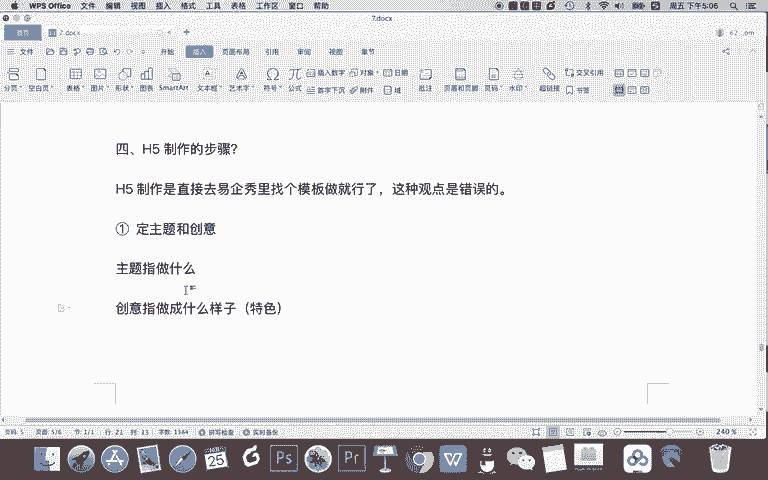 WPS Office 文件 编辑 视图 插入 格式 工具 表格 工作区 窗口 帮助 周五 下午5:06
7.docx
首页 7.docx
文件 开始 插入 页面布局 引用 审阅 视图 章节
插入数字 对象 日期 交叉引用
分页 空白页 表格 图片 形状 图表 SmartArt 文本框 艺术字 符号 公式 首字下沉 附件 域 批注 页眉和页脚 页码 水印 超链接 书签
四、H5 制作的步骤?
H5 制作是直接去易企秀里找个模板做就行了，这种观点是错误的。
① 定主题和创意
主题指做什么
创意指做成什么样子（特色）
页码: 5 页面: 5/6 节: 1/1 行: 21 列: 13 字数: 1364 拼写检查 实时备份 240 %
25 Ps Pr W